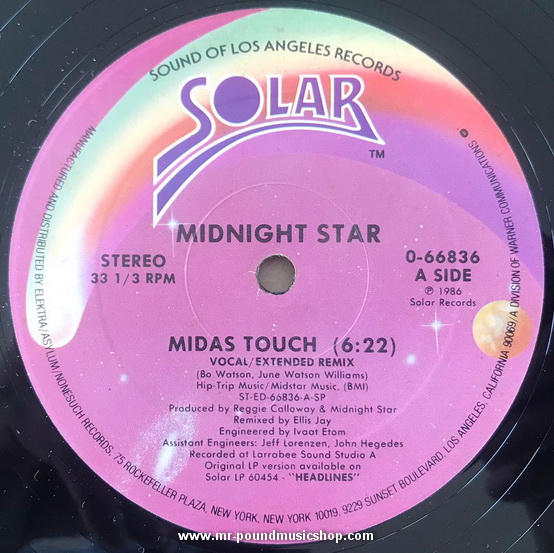 SOUND OF LOS ANGELES RECORDS
SOLAR
TM
MIDNIGHT STAR
STEREO
33 1/3 RPM
0-66836
A SIDE
℗ 1986
Solar Records
MIDAS TOUCH (6:22)
VOCAL/EXTENDED REMIX
(Bo Watson, June Watson Williams)
Hip-Trip Music/Midstar Music, (BMI)
ST-ED-66836-A-SP
Produced by Reggie Calloway & Midnight Star
Remixed by Ellis Jay
Engineered by Ivaat Etom
Assistant Engineers: Jeff Lorenzen, John Hegedes
Recorded at Larrabee Sound Studio A
Original LP version available on
Solar LP 60454 - "HEADLINES"
MANUFACTURED AND DISTRIBUTED BY ELEKTRA/ASYLUM/NONESUCH RECORDS, 75 ROCKEFELLER PLAZA, NEW YORK, NEW YORK 10019, 9229 SUNSET BOULEVARD, LOS ANGELES, CALIFORNIA 90069/A DIVISION OF WARNER COMMUNICATIONS
www.mr-poundmusicshop.com